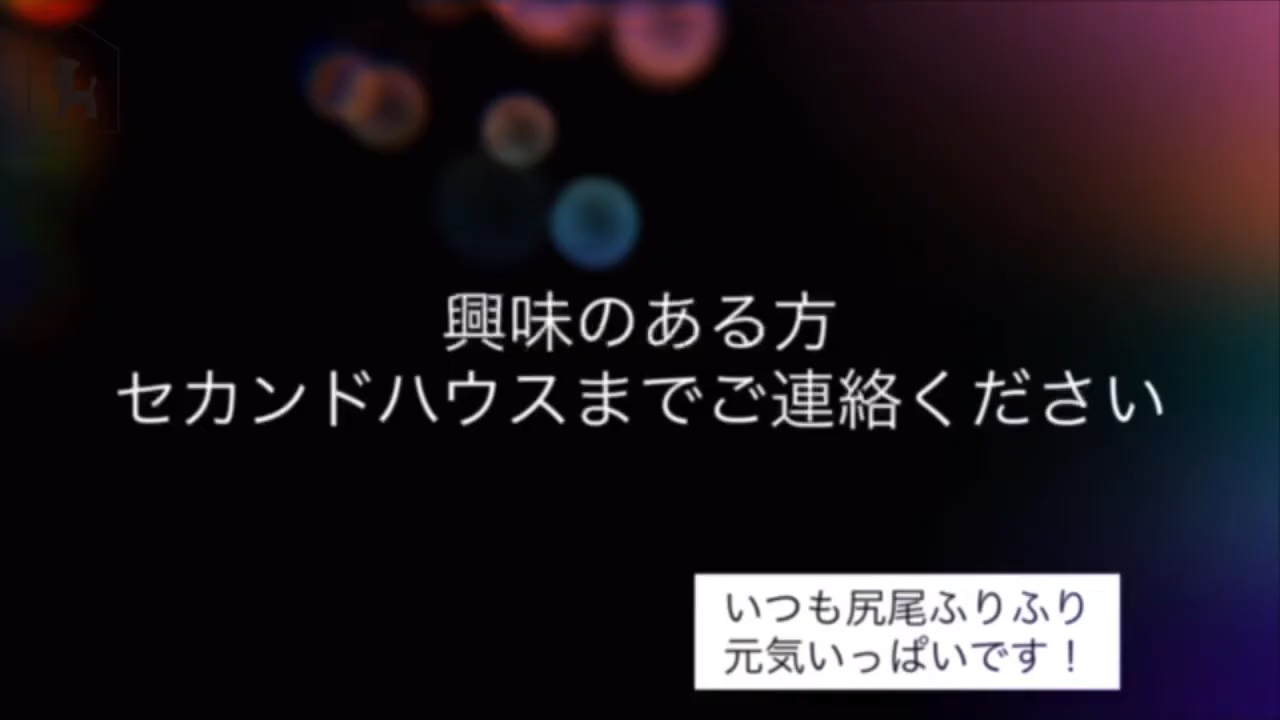 興味のある方
セカンドハウスまでご連絡ください
いつも尻尾ふりふり
元気いっぱいです！